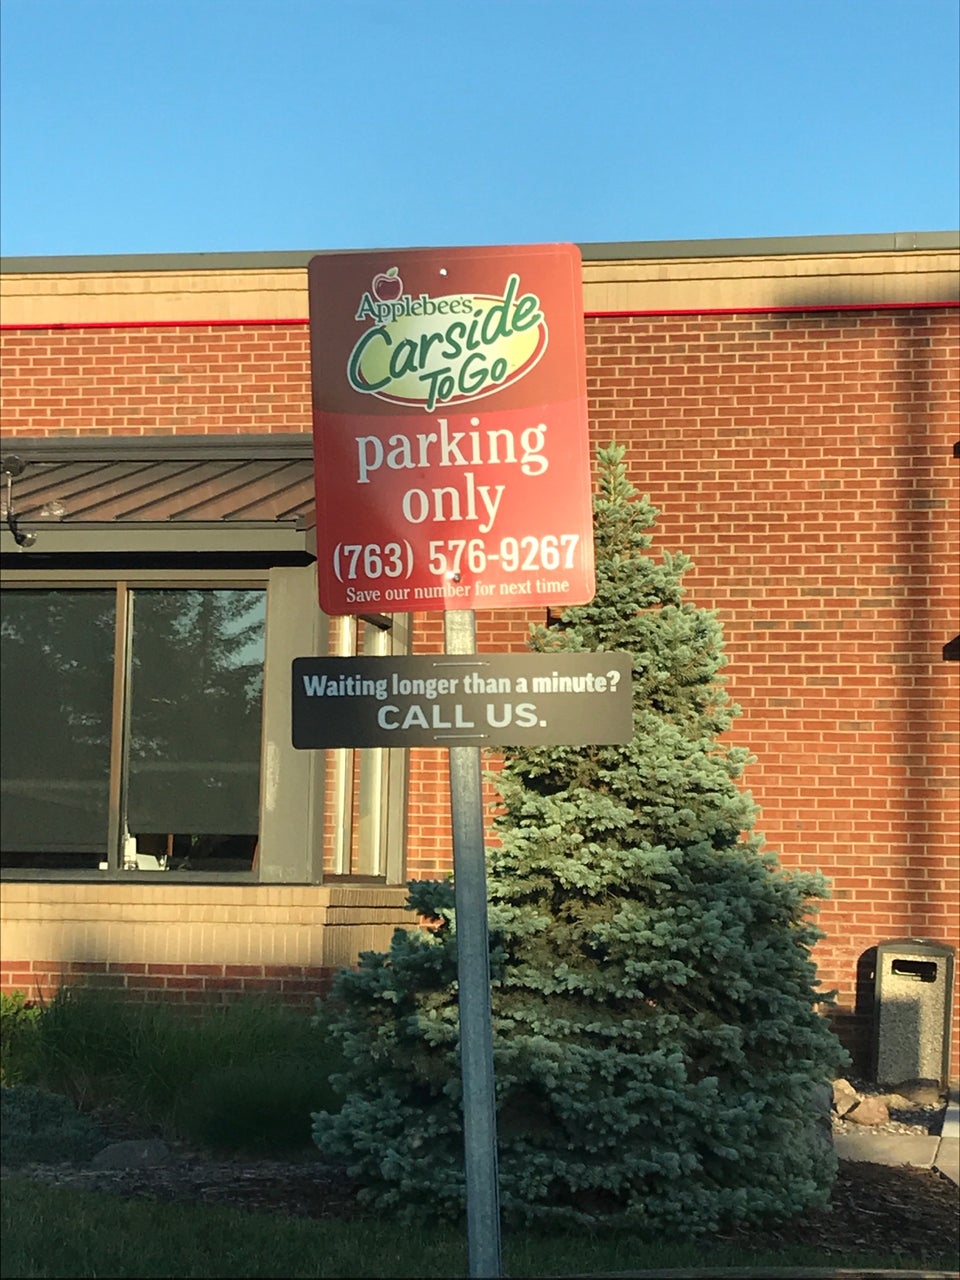 Applebee's
Carside
To Go
parking
only
(763) 576-9267
Save our number for next time
Waiting longer than a minute?
CALL US.